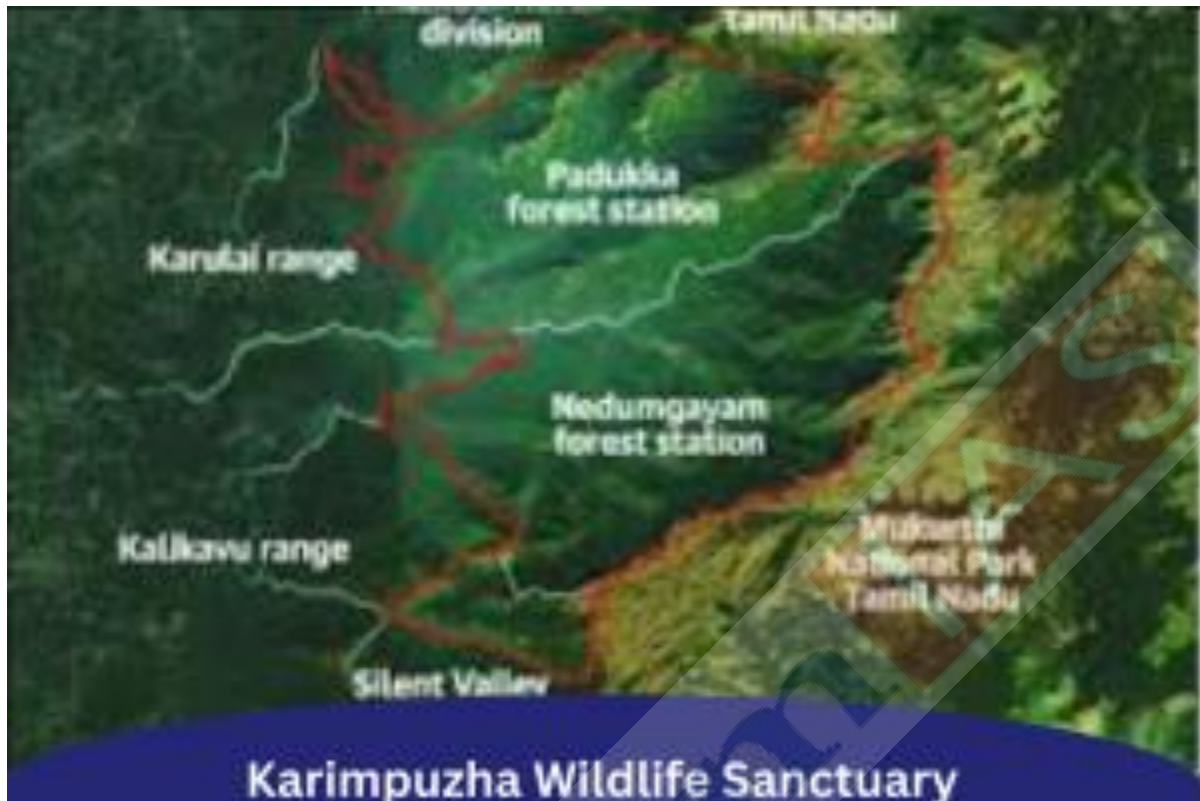 division
Tamil Nadu
Padukka
forest station
Karulai range
Nedumgayam
forest station
Kalikavu range
Mukurthi
National Park
Tamil Nadu
Silent Valley
Karimpuzha Wildlife Sanctuary
IAS